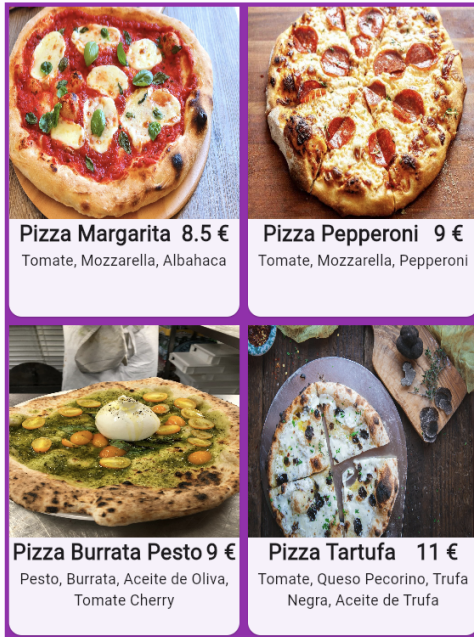 Pizza Margarita 8.5 €
Tomate, Mozzarella, Albahaca
Pizza Pepperoni 9 €
Tomate, Mozzarella, Pepperoni
Pizza Burrata Pesto 9 €
Pesto, Burrata, Aceite de Oliva,
Tomate Cherry
Pizza Tartufa 11 €
Tomate, Queso Pecorino, Trufa
Negra, Aceite de Trufa